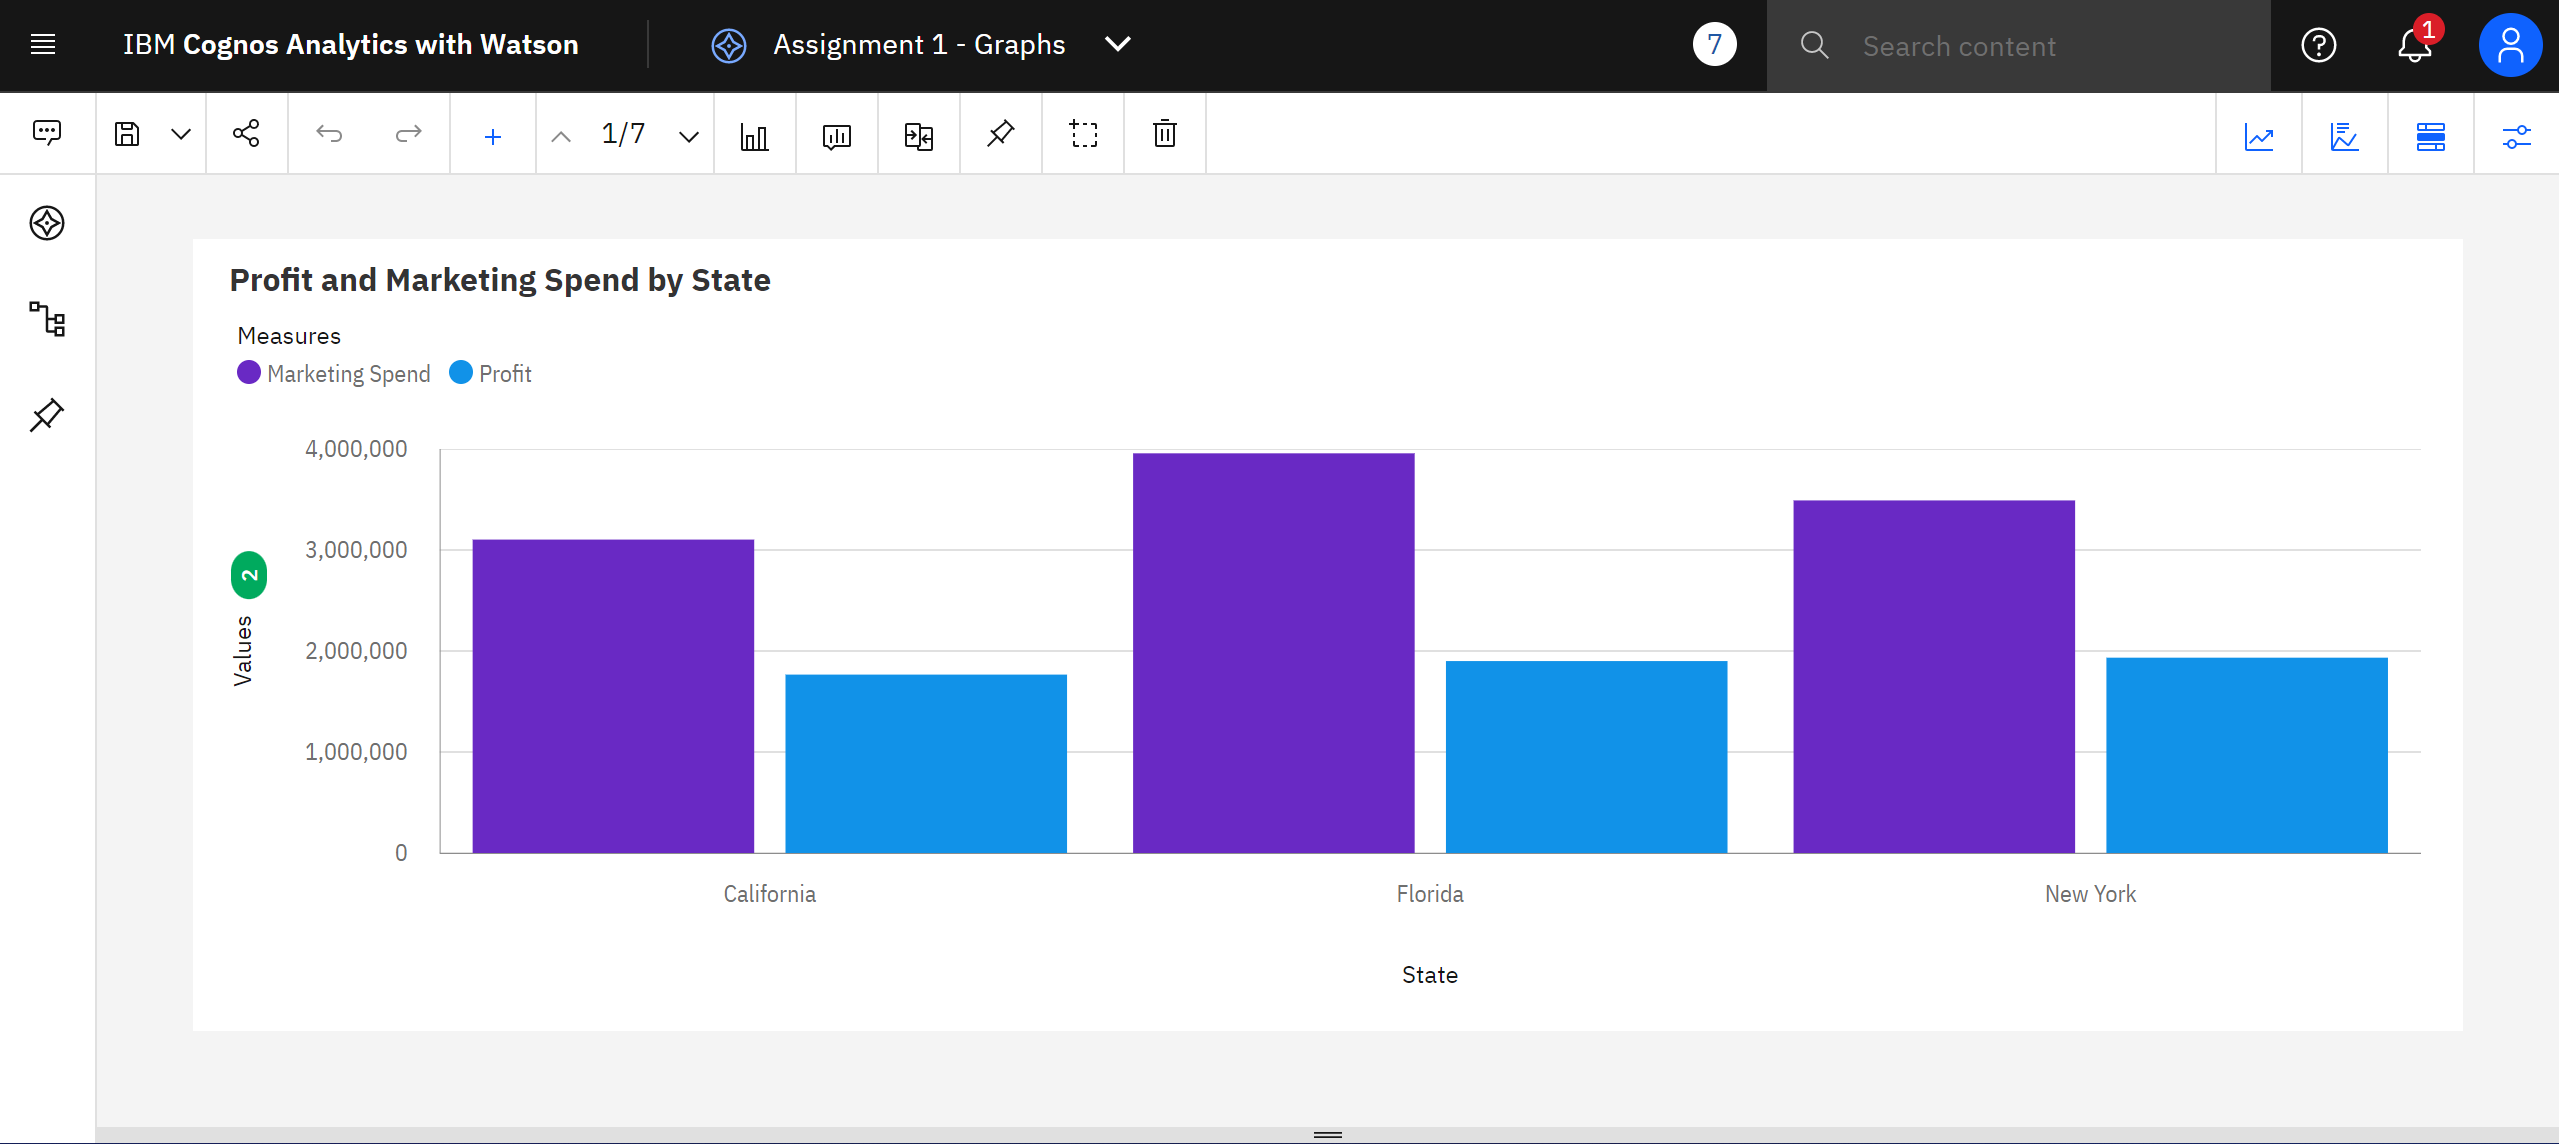 IBM Cognos Analytics with Watson
Assignment 1 - Graphs
7
Search content
1
1/7
Profit and Marketing Spend by State
Measures
Marketing Spend Profit
4,000,000
3,000,000
2,000,000
1,000,000
0
Values 2
California Florida New York
State